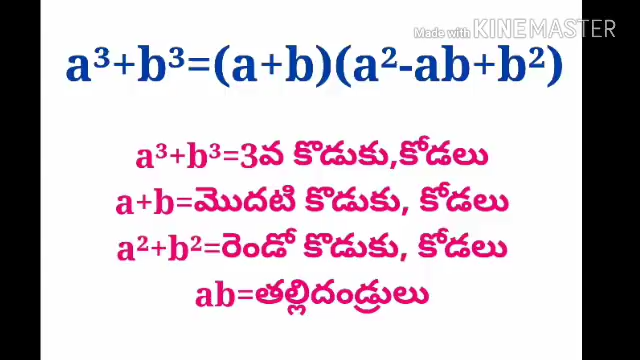 Made with KINEMASTER
a³+b³=(a+b)(a²-ab+b²)
a³+b³=3వ కొడుకు,కోడలు
a+b=మొదటి కొడుకు, కోడలు
a²+b²=రెండో కొడుకు, కోడలు
ab=తల్లిదండ్రులు